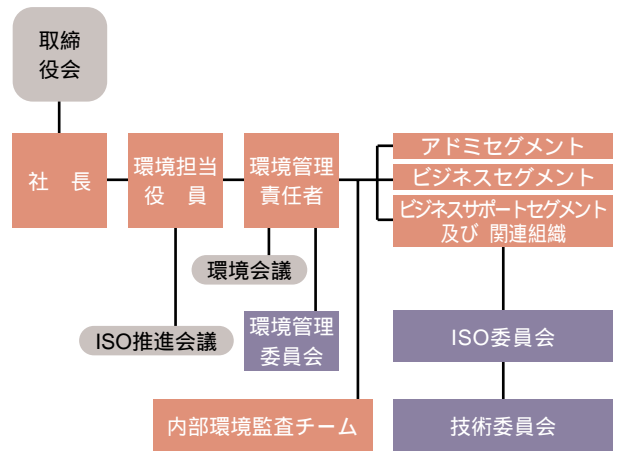 取締
役会
社　長
環境担当
役　員
環境管理
責任者
アドミセグメント
ビジネスセグメント
ビジネスサポートセグメント
及び 関連組織
環境会議
ISO推進会議
環境管理
委員会
ISO委員会
内部環境監査チーム
技術委員会